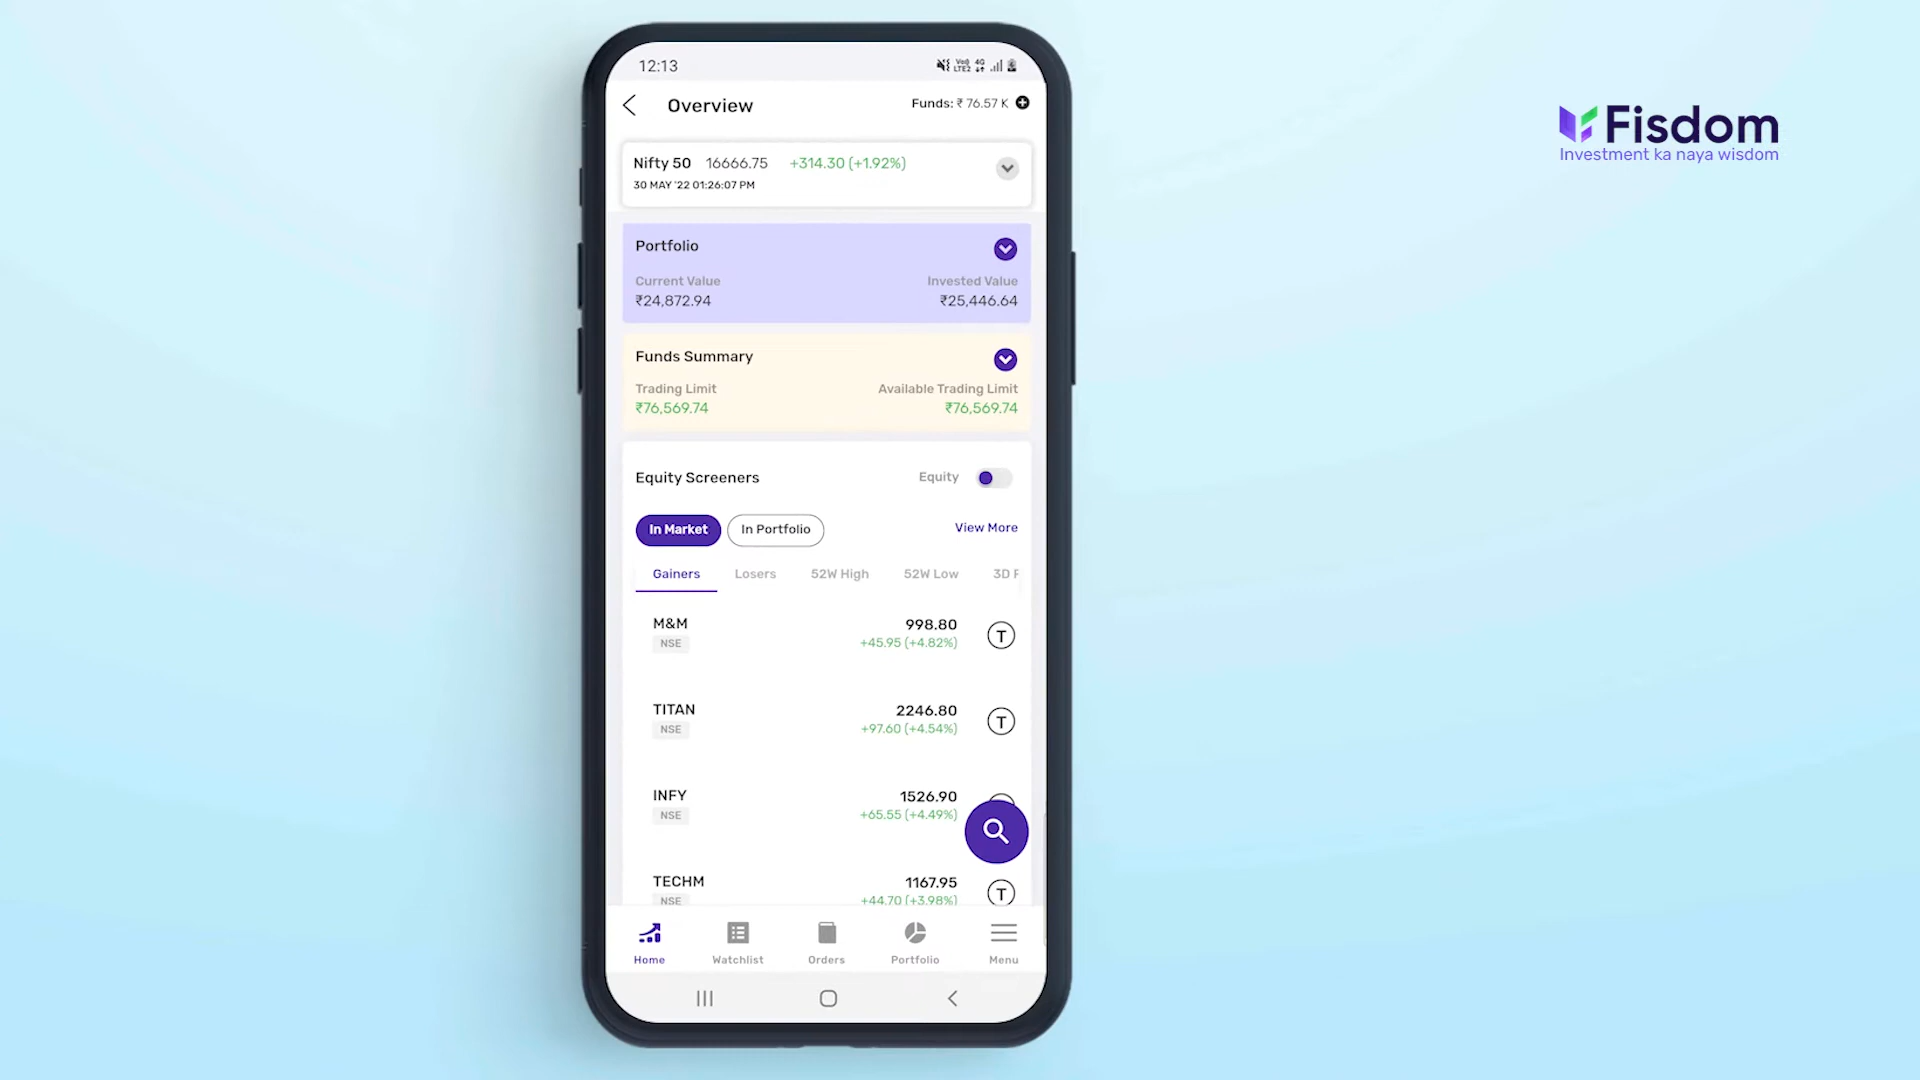 12:13
Vo)) 4G
LTE2
Overview
Funds: ₹ 76.57 K
Nifty 50 16666.75 +314.30 (+1.92%)
30 MAY '22 01:26:07 PM
Portfolio
Current Value Invested Value
₹24,872.94 ₹25,446.64
Funds Summary
Trading Limit Available Trading Limit
₹76,569.74 ₹76,569.74
Equity Screeners Equity
In Market In Portfolio View More
Gainers Losers 52W High 52W Low 3D
M&M 998.80
NSE +45.95 (+4.82%) T
TITAN 2246.80
NSE +97.60 (+4.54%) T
INFY 1526.90
NSE +65.55 (+4.49%)
TECHM 1167.95
NSE +44.70 (+3.98%) T
Home Watchlist Orders Portfolio Menu
Fisdom
Investment ka naya wisdom